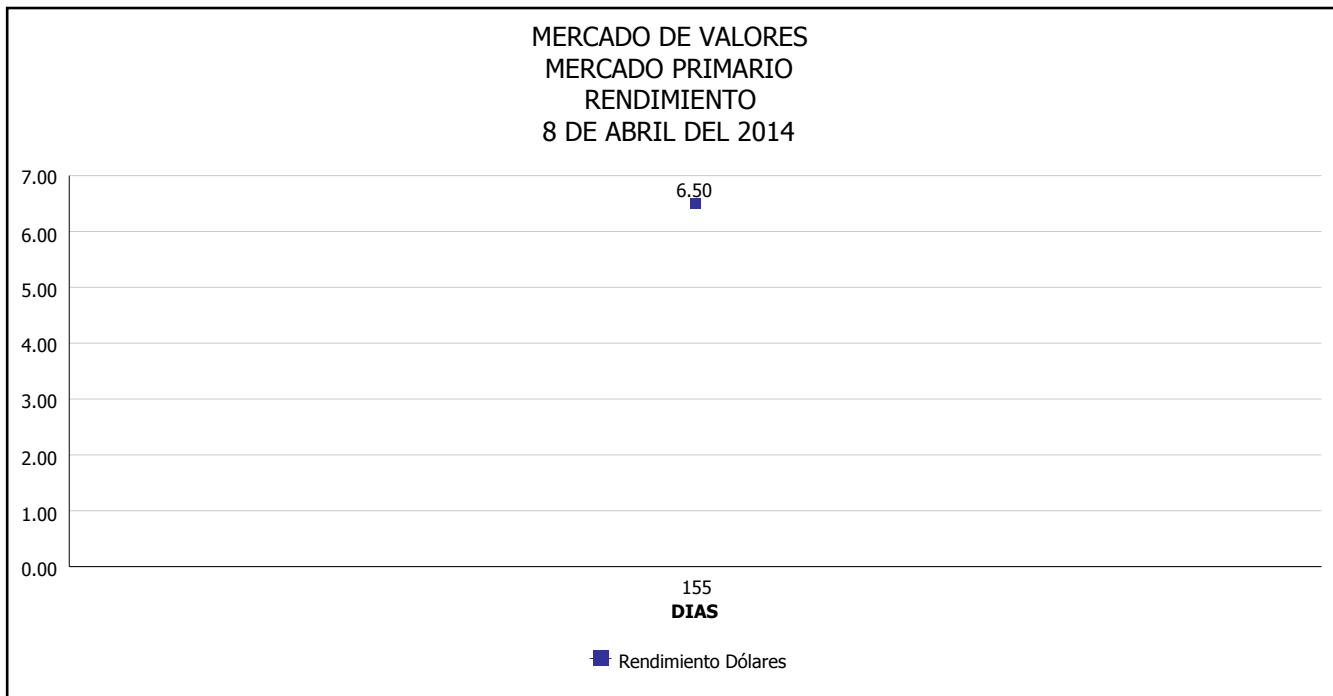 MERCADO DE VALORES
MERCADO PRIMARIO
RENDIMIENTO
8 DE ABRIL DEL 2014
7.00
6.50
6.00
5.00
4.00
3.00
2.00
1.00
0.00
155
DIAS
Rendimiento Dólares